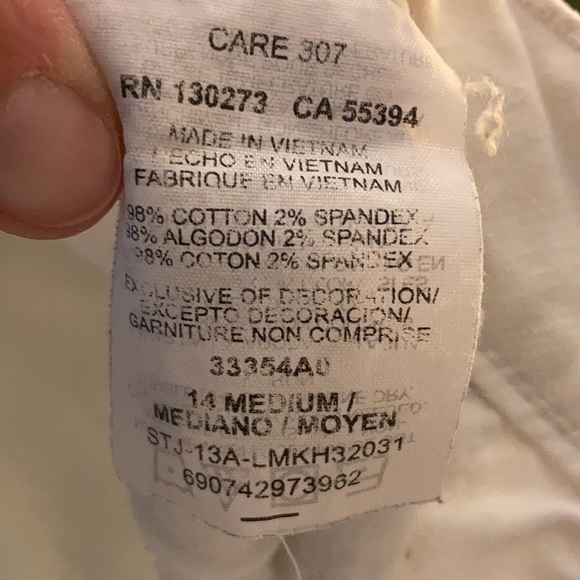 CARE 307
RN 130273 CA 55394
MADE IN VIETNAM
HECHO EN VIETNAM
FABRIQUE EN VIETNAM
98% COTTON 2% SPANDEX
98% ALGODON 2% SPANDEX
98% COTON 2% SPANDEX
EXCLUSIVE OF DECORATION/
EXCEPTO DECORACION/
GARNITURE NON COMPRISE
33354A0
14 MEDIUM /
MEDIANO / MOYEN
STJ-13A-LMKH32031
690742973962